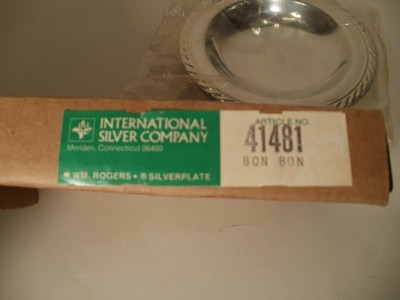 INTERNATIONAL
SILVER COMPANY
Meriden, Connecticut 06450
WM. ROGERS • ® SILVERPLATE
ARTICLE NO.
41481
BON BON